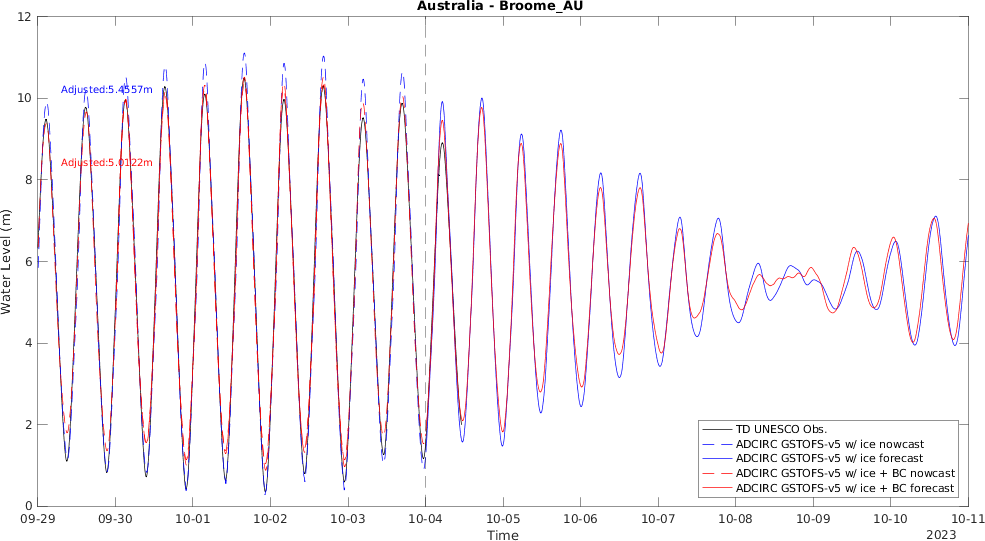 Australia - Broome_AU
12
10
8
6
4
2
0
Water Level (m)
Adjusted:5.4557m
Adjusted:5.0122m
TD UNESCO Obs.
ADCIRC GSTOFS-v5 w/ ice nowcast
ADCIRC GSTOFS-v5 w/ ice forecast
ADCIRC GSTOFS-v5 w/ ice + BC nowcast
ADCIRC GSTOFS-v5 w/ ice + BC forecast
09-29 09-30 10-01 10-02 10-03 10-04 10-05 10-06 10-07 10-08 10-09 10-10 10-11
Time
2023